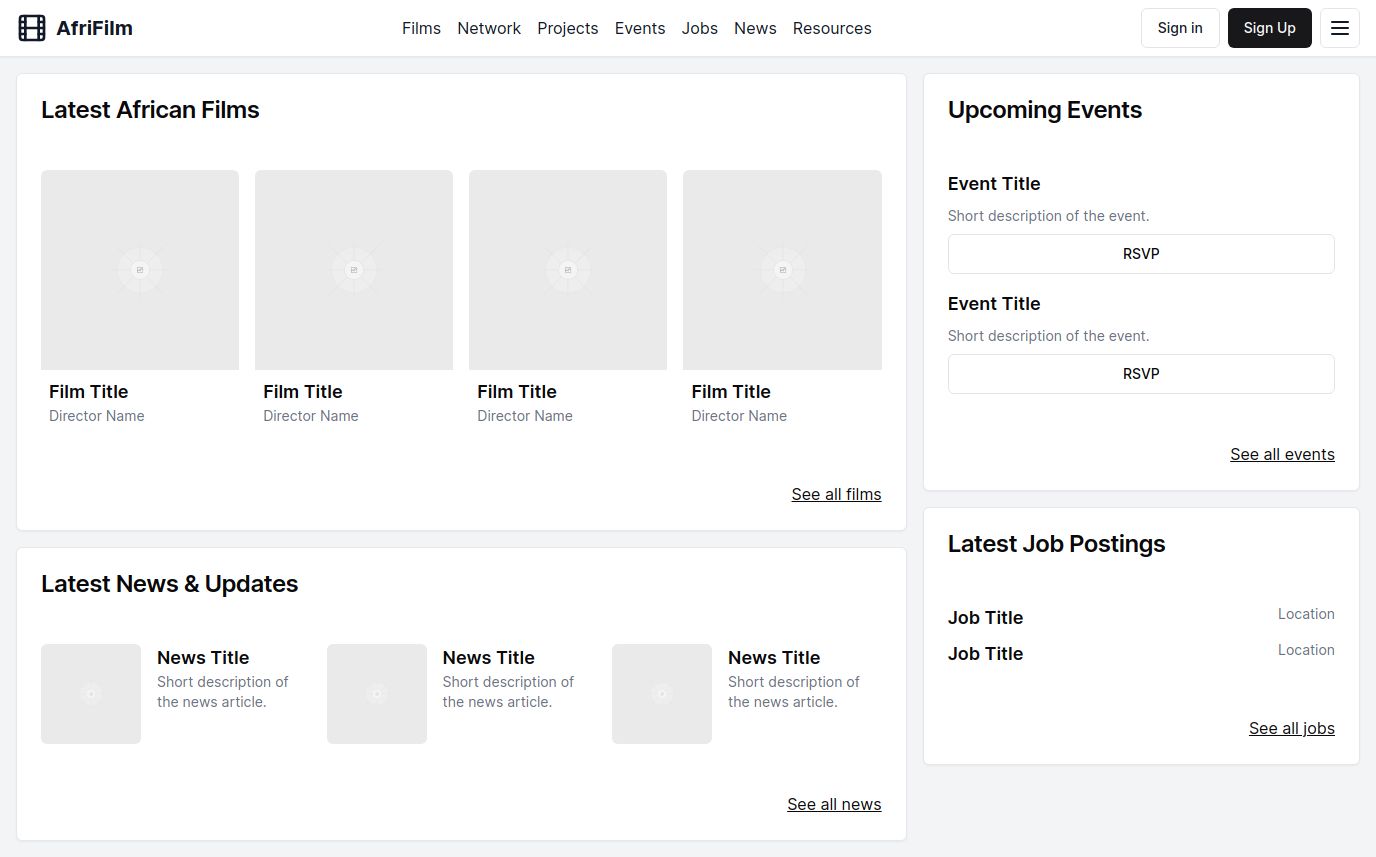 AfriFilm
Films Network Projects Events Jobs News Resources
Sign in
Sign Up
Latest African Films
Film Title
Director Name
Film Title
Director Name
Film Title
Director Name
Film Title
Director Name
See all films
Latest News & Updates
News Title
Short description of
the news article.
News Title
Short description of
the news article.
News Title
Short description of
the news article.
See all news
Upcoming Events
Event Title
Short description of the event.
RSVP
Event Title
Short description of the event.
RSVP
See all events
Latest Job Postings
Job Title Location
Job Title Location
See all jobs